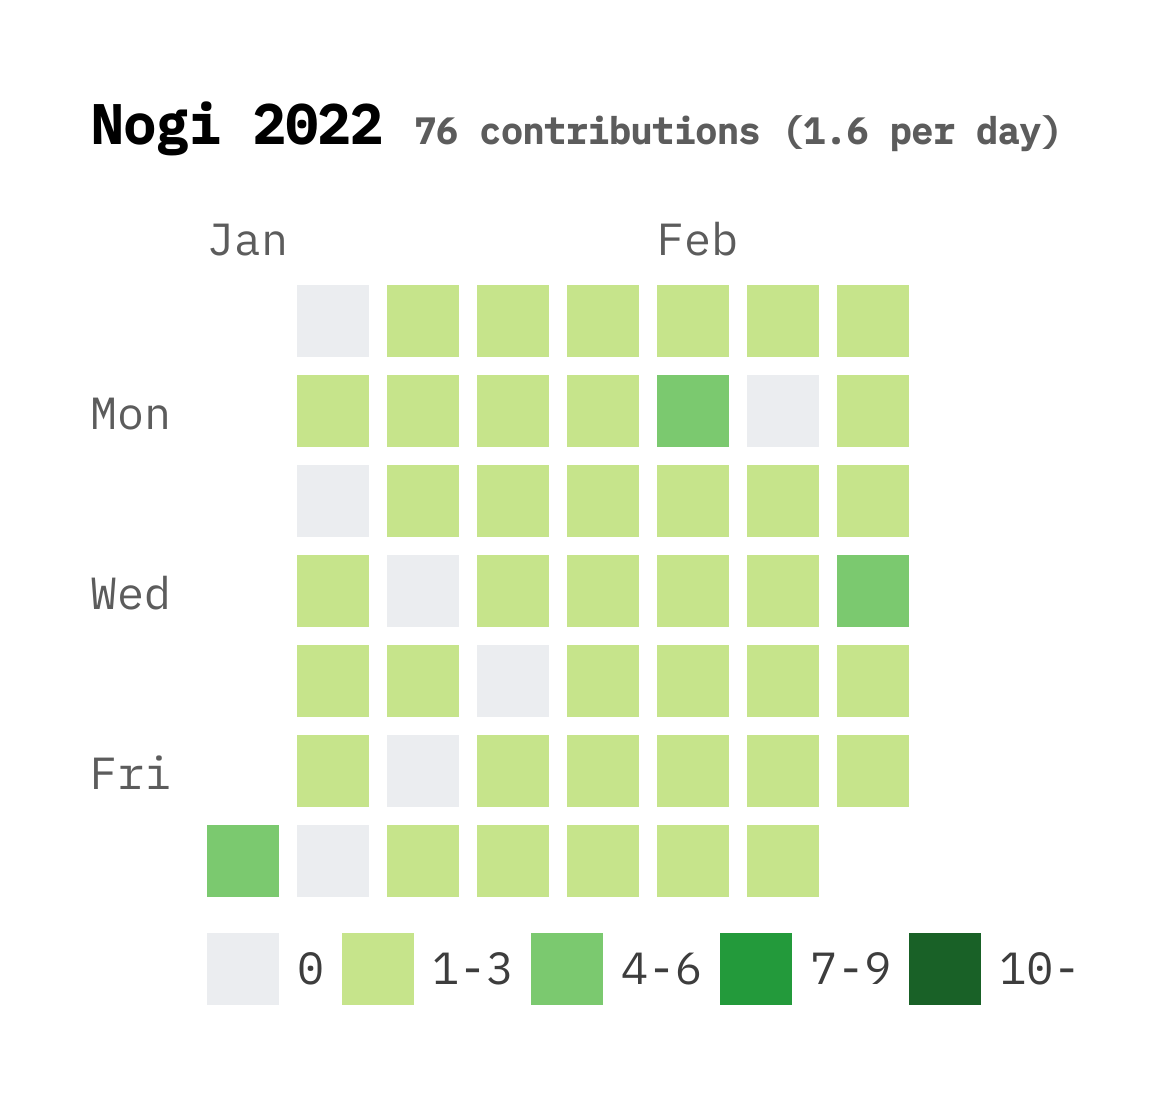 Nogi 2022 76 contributions (1.6 per day)
Jan Feb
Mon
Wed
Fri
0 1-3 4-6 7-9 10-